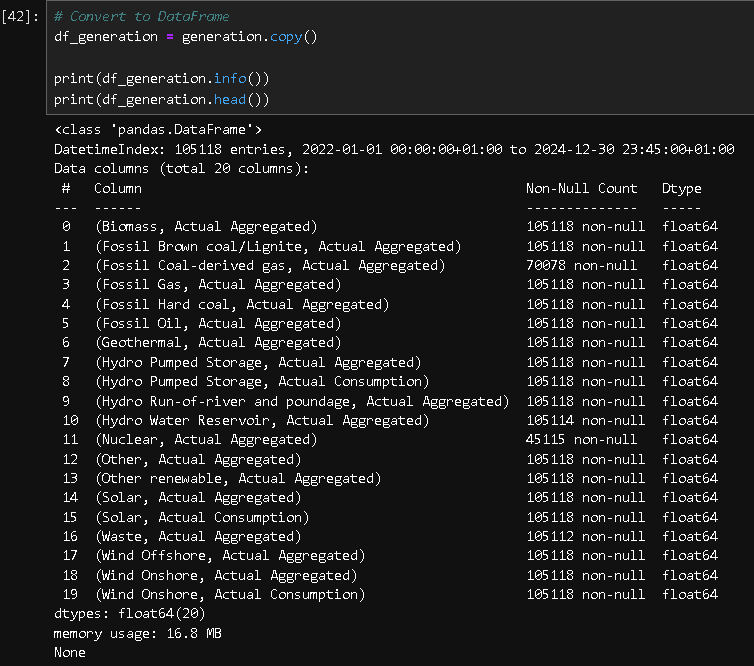 [42]: # Convert to DataFrame
df_generation = generation.copy()
print(df_generation.info())
print(df_generation.head())
<class 'pandas.DataFrame'>
DatetimeIndex: 105118 entries, 2022-01-01 00:00:00+01:00 to 2024-12-30 23:45:00+01:00
Data columns (total 20 columns):
 #   Column                                            Non-Null Count   Dtype
---  ------                                            --------------   -----
 0   (Biomass, Actual Aggregated)                      105118 non-null  float64
 1   (Fossil Brown coal/Lignite, Actual Aggregated)    105118 non-null  float64
 2   (Fossil Coal-derived gas, Actual Aggregated)      70078 non-null   float64
 3   (Fossil Gas, Actual Aggregated)                   105118 non-null  float64
 4   (Fossil Hard coal, Actual Aggregated)             105118 non-null  float64
 5   (Fossil Oil, Actual Aggregated)                   105118 non-null  float64
 6   (Geothermal, Actual Aggregated)                   105118 non-null  float64
 7   (Hydro Pumped Storage, Actual Aggregated)         105118 non-null  float64
 8   (Hydro Pumped Storage, Actual Consumption)        105118 non-null  float64
 9   (Hydro Run-of-river and poundage, Actual Aggregated)  105118 non-null  float64
 10  (Hydro Water Reservoir, Actual Aggregated)        105114 non-null  float64
 11  (Nuclear, Actual Aggregated)                      45115 non-null   float64
 12  (Other, Actual Aggregated)                        105118 non-null  float64
 13  (Other renewable, Actual Aggregated)              105118 non-null  float64
 14  (Solar, Actual Aggregated)                        105118 non-null  float64
 15  (Solar, Actual Consumption)                       105118 non-null  float64
 16  (Waste, Actual Aggregated)                        105112 non-null  float64
 17  (Wind Offshore, Actual Aggregated)                105118 non-null  float64
 18  (Wind Onshore, Actual Aggregated)                 105118 non-null  float64
 19  (Wind Onshore, Actual Consumption)                105118 non-null  float64
dtypes: float64(20)
memory usage: 16.8 MB
None